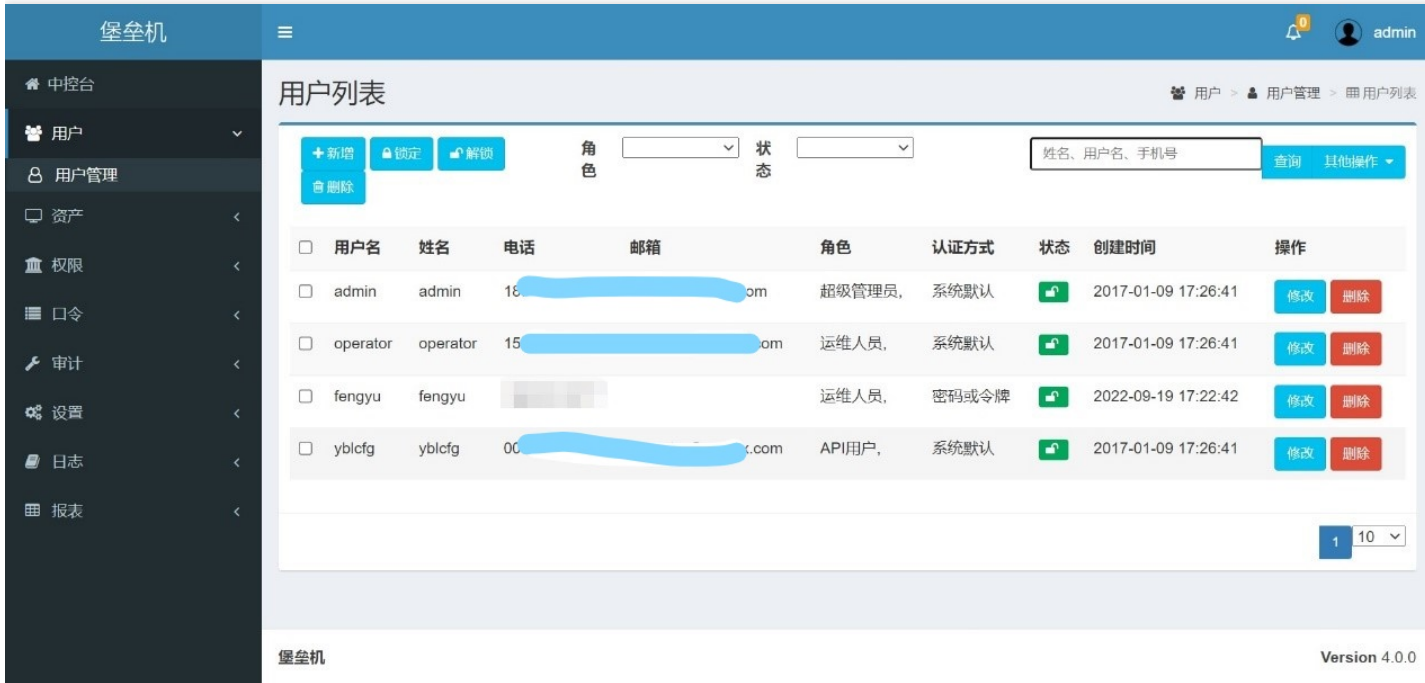 堡垒机
0
admin
中控台
用户
用户管理
资产
权限
口令
审计
设置
日志
报表
用户列表
用户 > 用户管理 > 用户列表
新增 锁定 解锁
删除
角色
状态
姓名、用户名、手机号
查询 其他操作
用户名 姓名 电话 邮箱 角色 认证方式 状态 创建时间 操作
admin admin 18 om 超级管理员, 系统默认 2017-01-09 17:26:41 修改 删除
operator operator 15 om 运维人员, 系统默认 2017-01-09 17:26:41 修改 删除
fengyu fengyu 运维人员, 密码或令牌 2022-09-19 17:22:42 修改 删除
yblcfg yblcfg 00 .com API用户, 系统默认 2017-01-09 17:26:41 修改 删除
1 10
堡垒机
Version 4.0.0